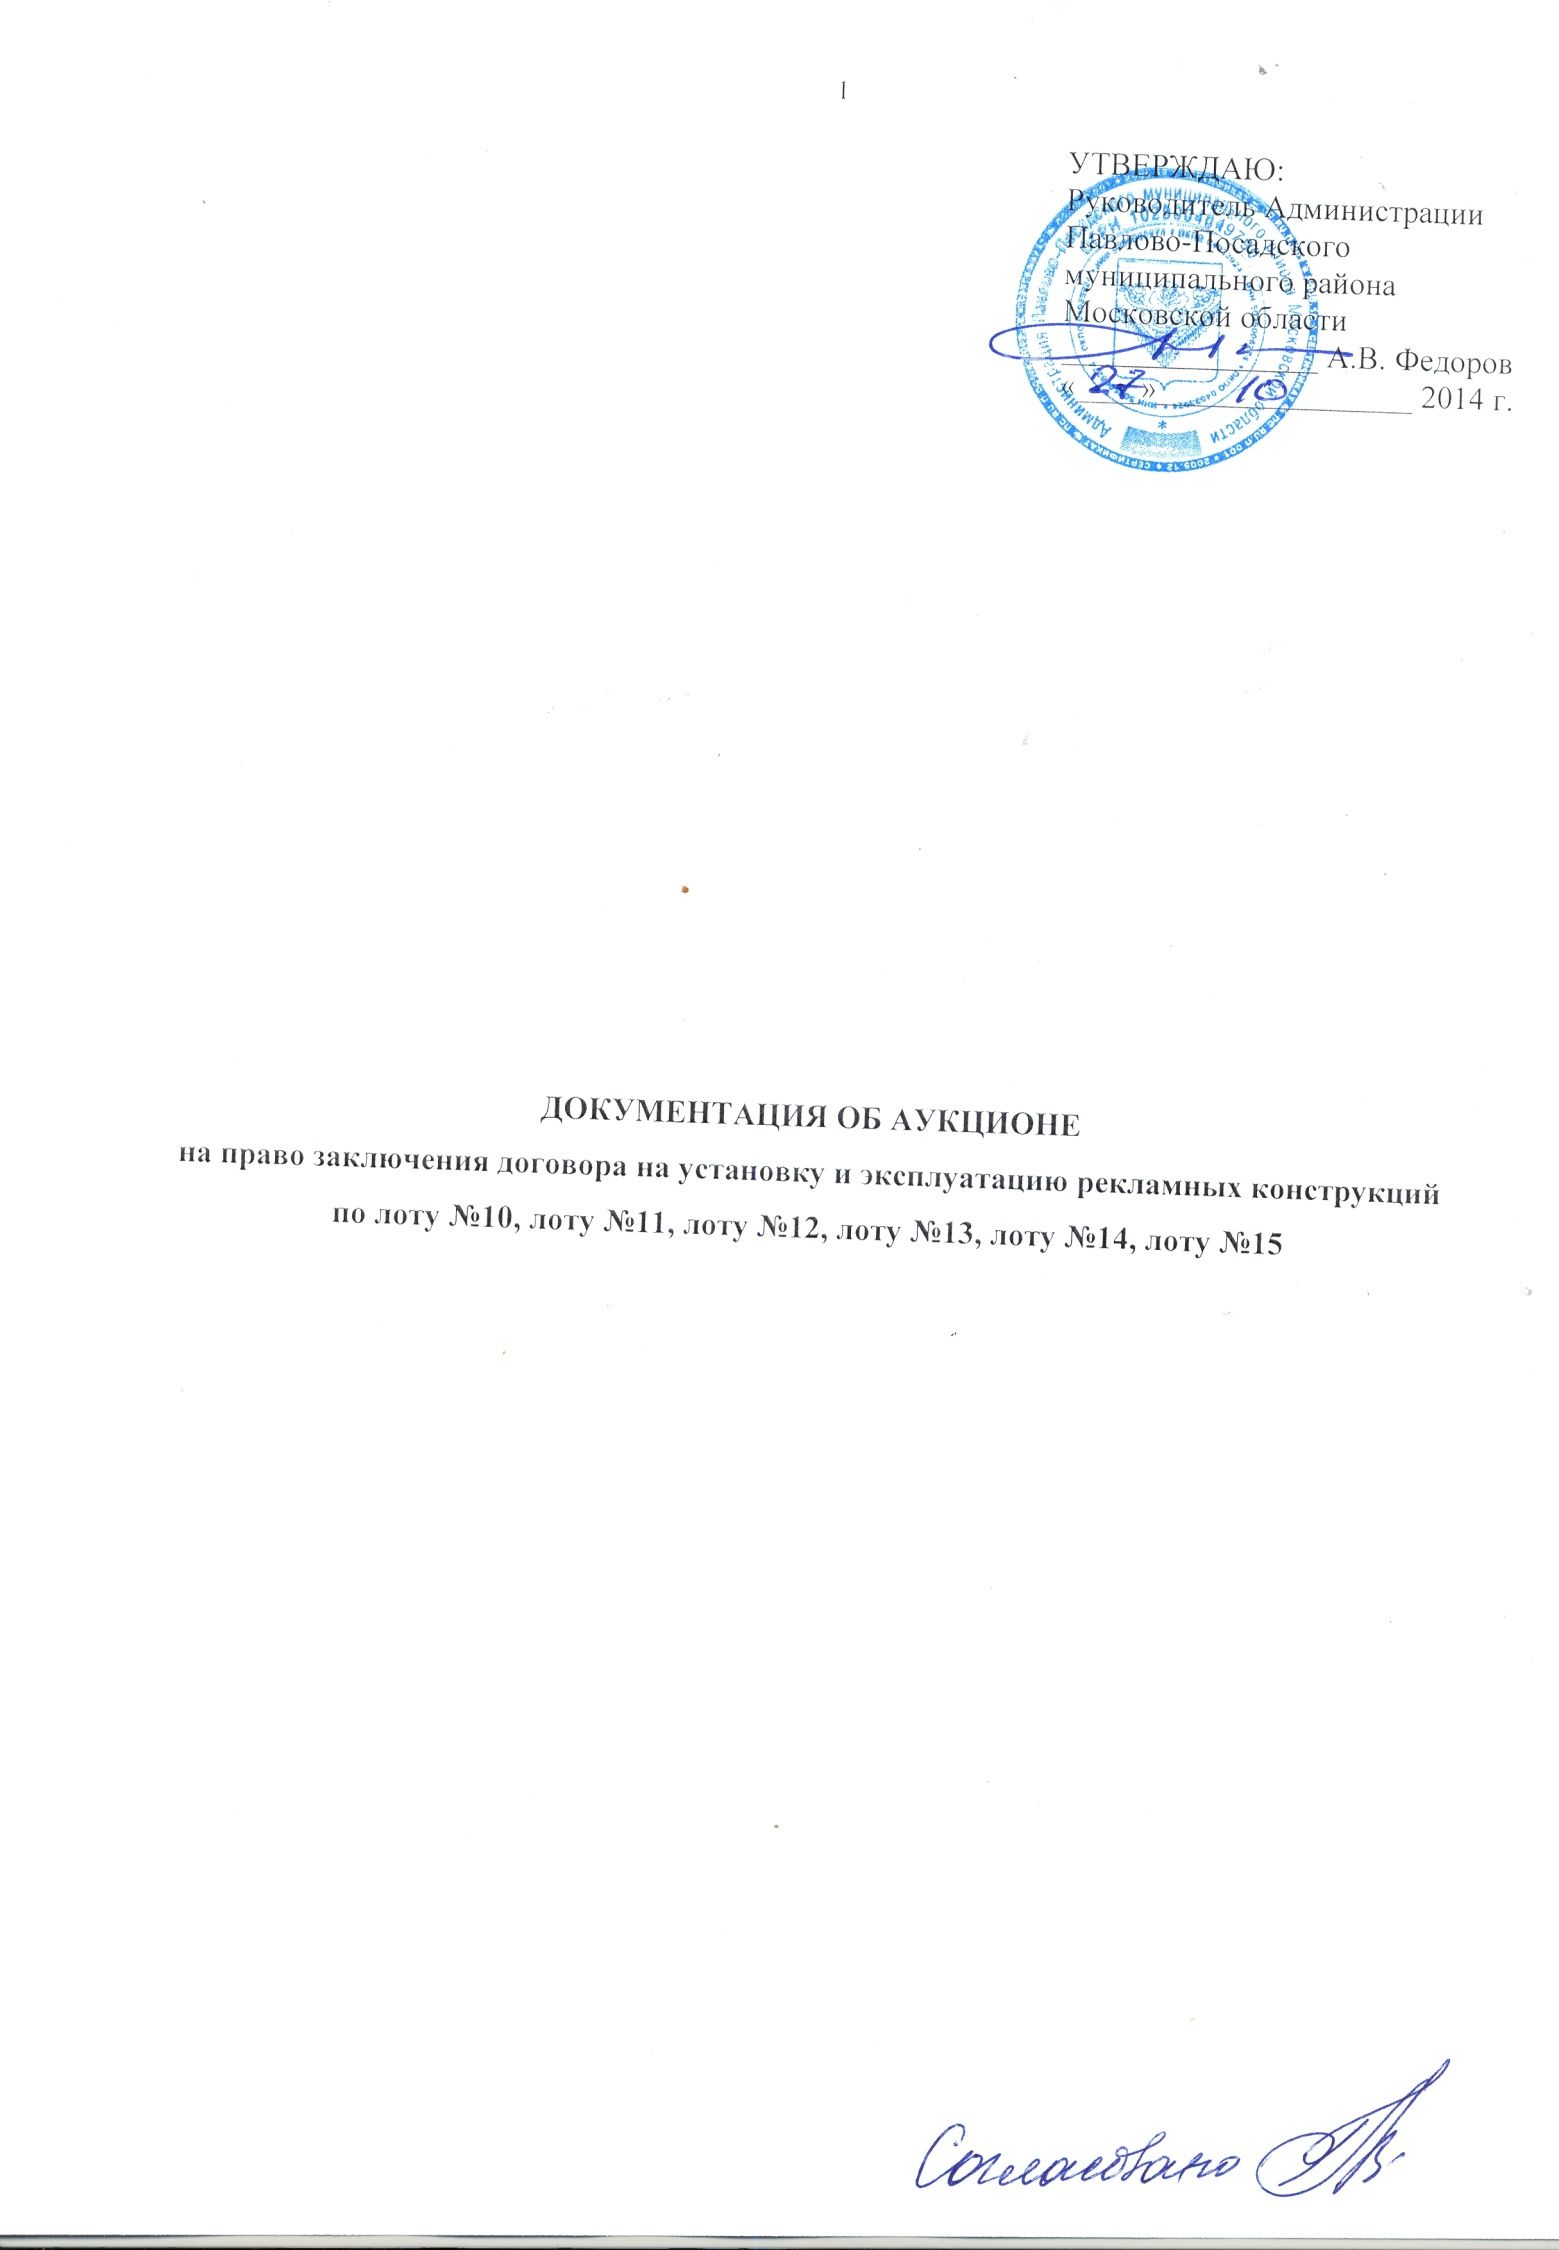 1
УТВЕРЖДАЮ:
Руководитель Администрации
Павлово-Посадского
муниципального района
Московской области
А.В. Федоров
« 27 » 10 2014 г.
ДОКУМЕНТАЦИЯ ОБ АУКЦИОНЕ
на право заключения договора на установку и эксплуатацию рекламных конструкций
по лоту №10, лоту №11, лоту №12, лоту №13, лоту №14, лоту №15
Согласовано